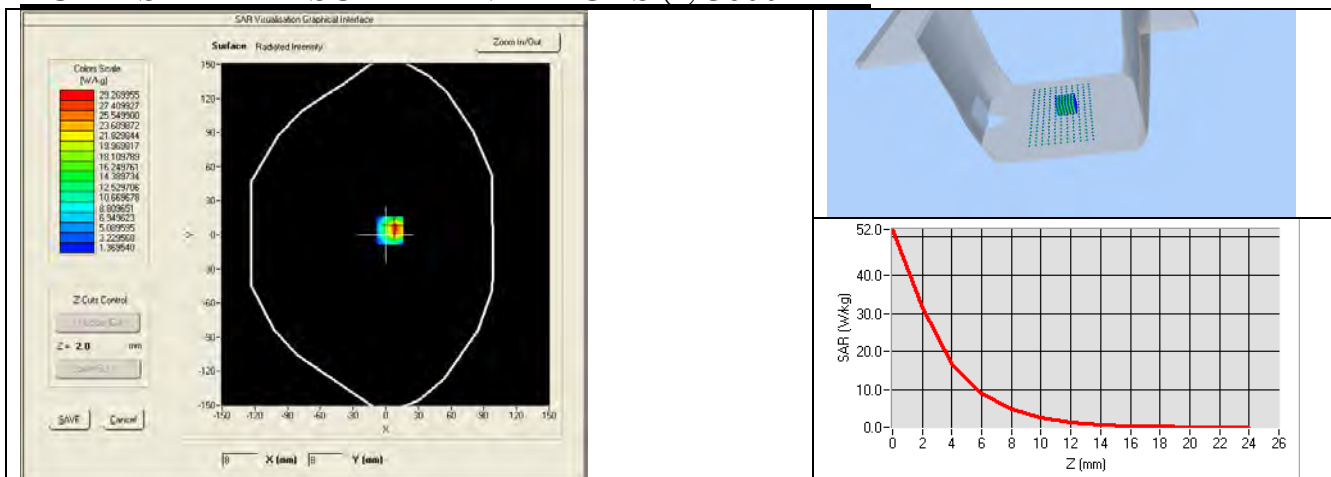 SAR Visualisation Graphical Interface
Surface Radiated Intensity
Zoom In/Out
Colors Scale
(W/kg)
29.269955
27.409927
25.549900
23.689872
21.829844
19.969817
18.109789
16.249761
14.389734
12.529706
10.669678
8.809651
6.949623
5.089595
3.229568
1.369540
Z Cuts Control
Z = 2.0 mm
SAVE
Cancel
150
120
90
60
30
0
-30
-60
-90
-120
-150
Y
-150 -120 -90 -60 -30 0 30 60 90 120 150
X
8 X (mm) 8 Y (mm)
52.0
40.0
30.0
20.0
10.0
0.0
SAR (W/kg)
0 2 4 6 8 10 12 14 16 18 20 22 24 26
Z (mm)